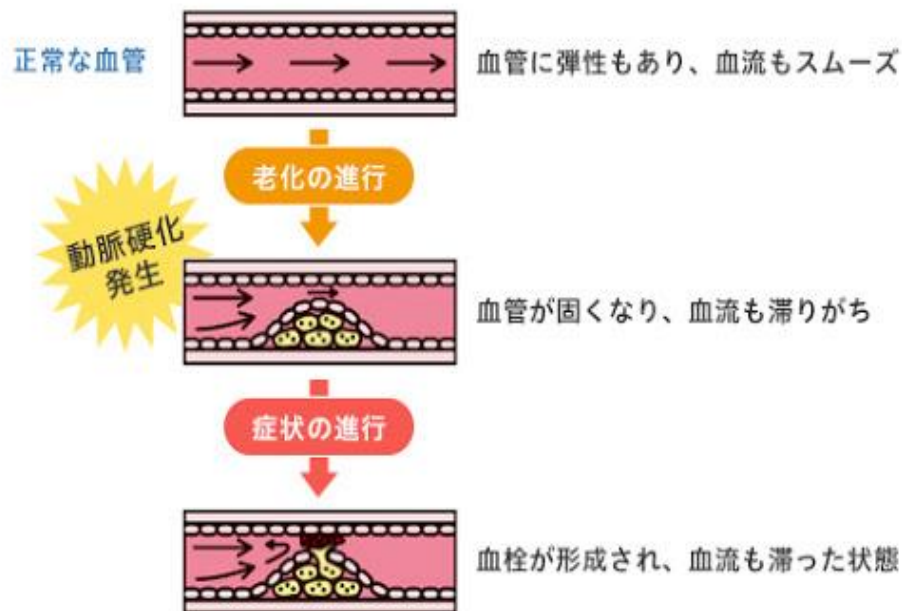 正常な血管
血管に弾性もあり、血流もスムーズ
老化の進行
動脈硬化
発生
血管が固くなり、血流も滞りがち
症状の進行
血栓が形成され、血流も滞った状態